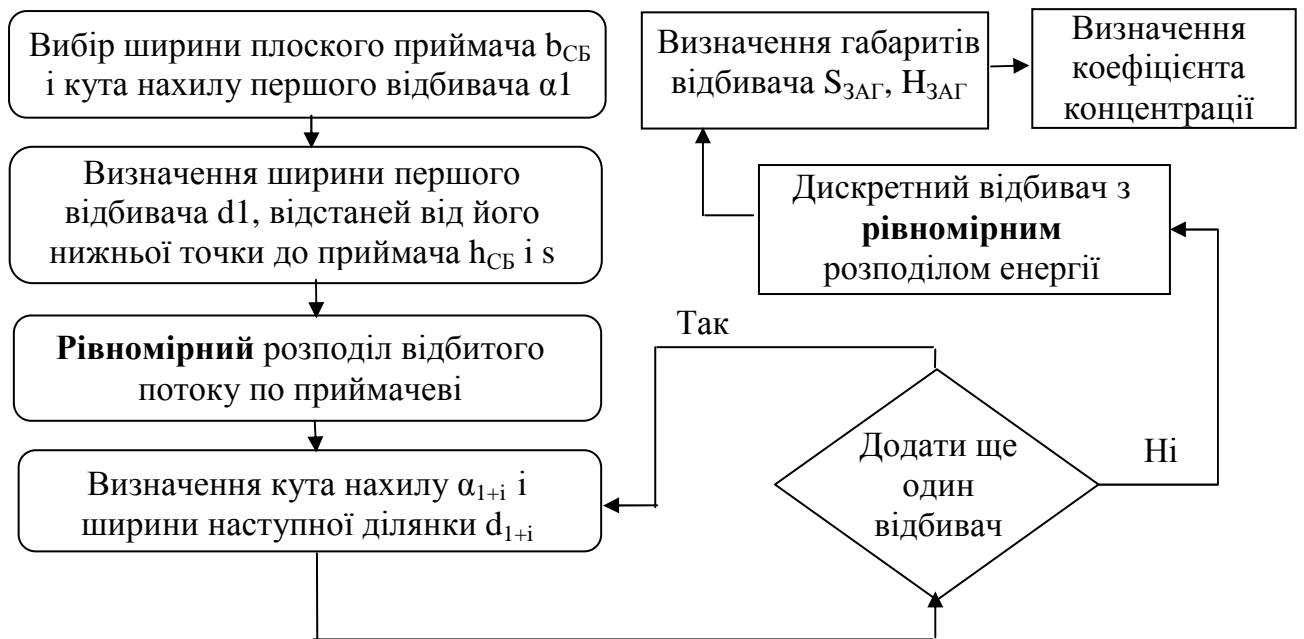 Вибір ширини плоского приймача bСБ
і кута нахилу першого відбивача α1
Визначення ширини першого
відбивача d1, відстаней від його
нижньої точки до приймача hСБ і s
Рівномірний розподіл відбитого
потоку по приймачеві
Визначення кута нахилу α1+i і
ширини наступної ділянки d1+i
Додати ще
один
відбивач
Так
Ні
Дискретний відбивач з
рівномірним
розподілом енергії
Визначення габаритів
відбивача SЗАГ, HЗАГ
Визначення
коефіцієнта
концентрації